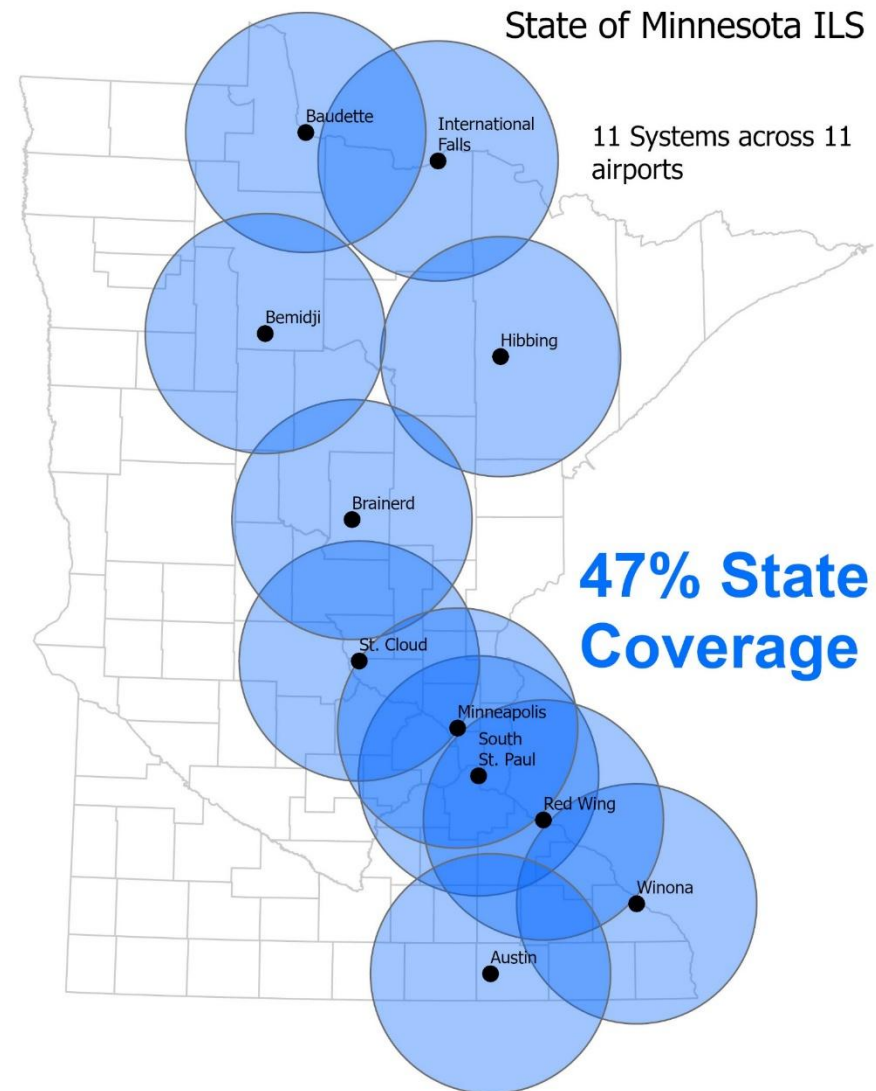 State of Minnesota ILS
11 Systems across 11
airports
Baudette
International
Falls
Bemidji
Hibbing
Brainerd
47% State
Coverage
St. Cloud
Minneapolis
South
St. Paul
Red Wing
Winona
Austin